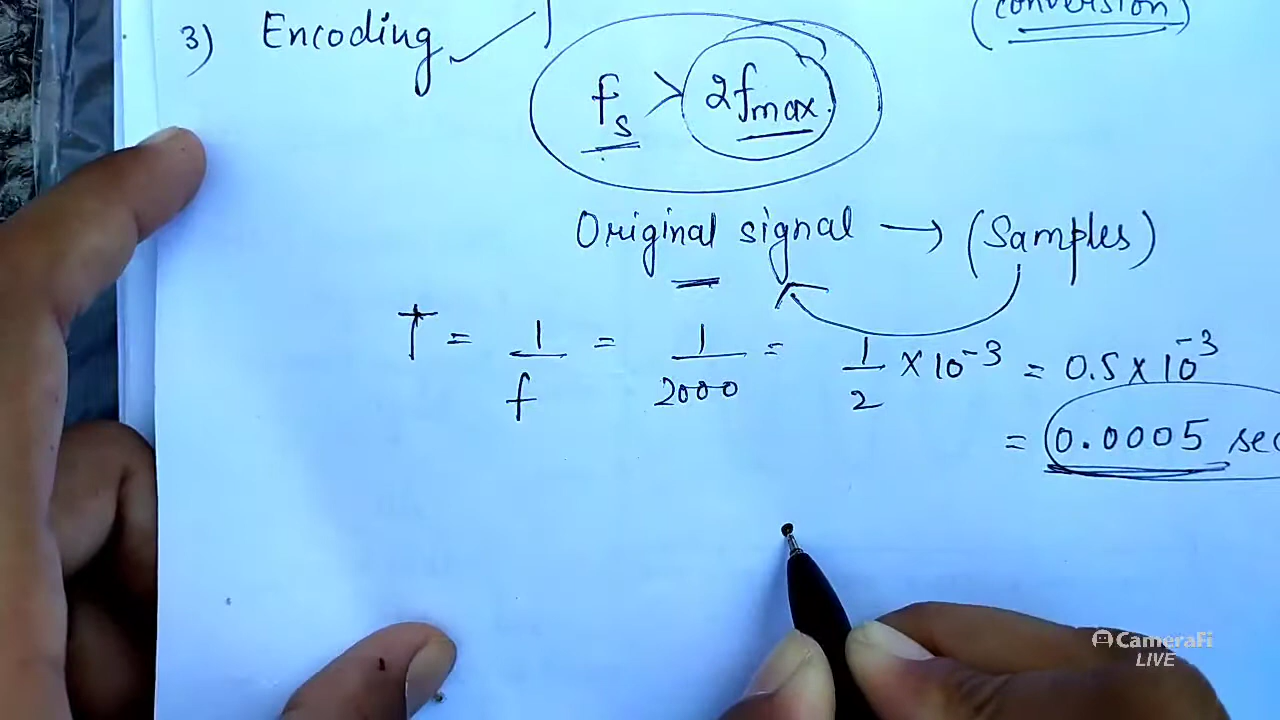 (conversion)
3) Encoding
fs > 2fmax
Original signal → (Samples)
T = 1/f = 1/2000 = 1/2 × 10⁻³ = 0.5 × 10⁻³
= 0.0005 sec
CameraFi
LIVE